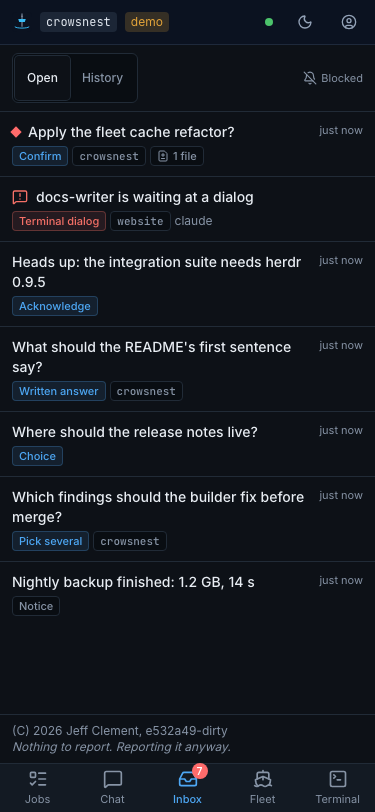 crowsnest demo
Open History Blocked
Apply the fleet cache refactor? just now
Confirm crowsnest 1 file
docs-writer is waiting at a dialog
Terminal dialog website claude
Heads up: the integration suite needs herdr just now
0.9.5
Acknowledge
What should the README's first sentence just now
say?
Written answer crowsnest
Where should the release notes live? just now
Choice
Which findings should the builder fix before just now
merge?
Pick several crowsnest
Nightly backup finished: 1.2 GB, 14 s just now
Notice
(C) 2026 Jeff Clement, e532a49-dirty
Nothing to report. Reporting it anyway.
7
Jobs Chat Inbox Fleet Terminal